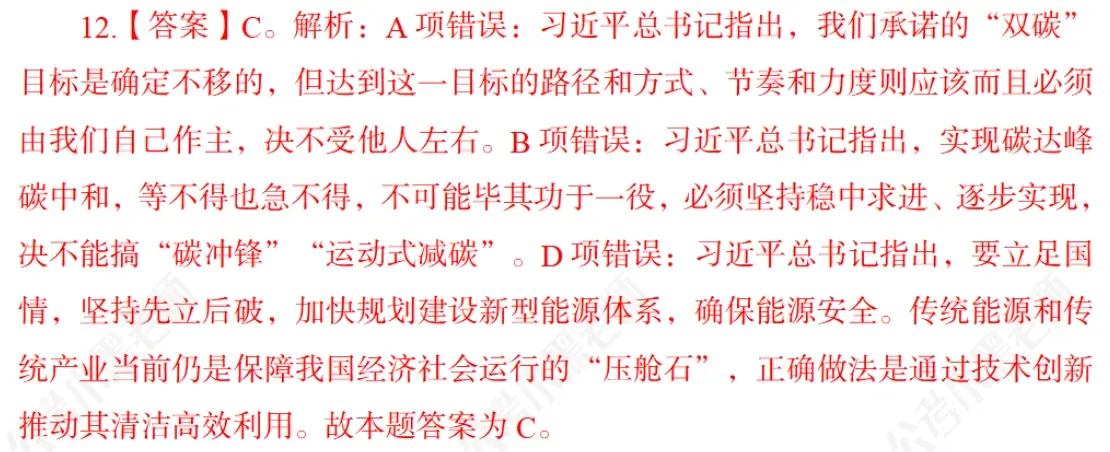 12.【答案】C。解析：A 项错误：习近平总书记指出，我们承诺的“双碳”
目标是确定不移的，但达到这一目标的路径和方式、节奏和力度则应该而且必须
由我们自己作主，决不受他人左右。B 项错误：习近平总书记指出，实现碳达峰
碳中和，等不得也急不得，不可能毕其功于一役，必须坚持稳中求进、逐步实现，
决不能搞“碳冲锋”“运动式减碳”。D 项错误：习近平总书记指出，要立足国
情，坚持先立后破，加快规划建设新型能源体系，确保能源安全。传统能源和传
统产业当前仍是保障我国经济社会运行的“压舱石”，正确做法是通过技术创新
推动其清洁高效利用。故本题答案为 C。
公考小黑老师